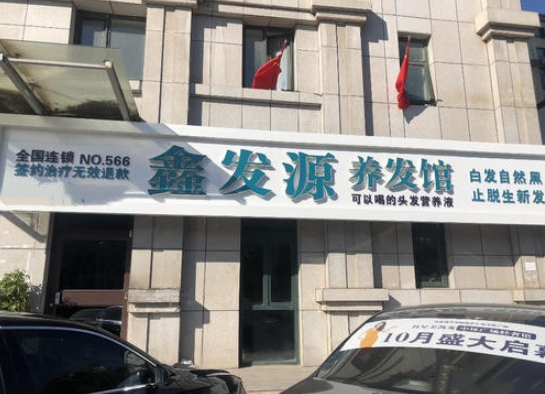 全国连锁 NO.566
签约治疗无效退款
鑫发源 养发馆
可以喝的头发营养液
白发自然黑
止脱生新发
10月盛大启幕